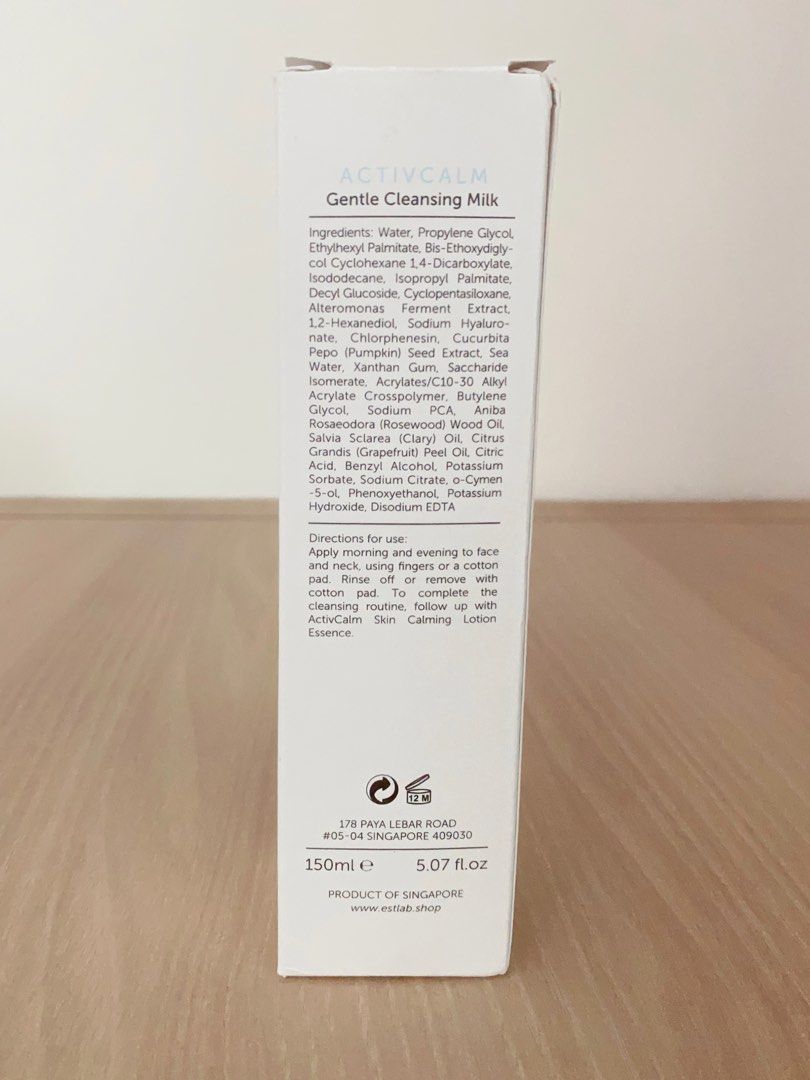 ACTIVCALM
Gentle Cleansing Milk
Ingredients: Water, Propylene Glycol,
Ethylhexyl Palmitate, Bis-Ethoxydigly-
col Cyclohexane 1,4-Dicarboxylate,
Isododecane, Isopropyl Palmitate,
Decyl Glucoside, Cyclopentasiloxane,
Alteromonas Ferment Extract,
1,2-Hexanediol, Sodium Hyaluro-
nate, Chlorphenesin, Cucurbita
Pepo (Pumpkin) Seed Extract, Sea
Water, Xanthan Gum, Saccharide
Isomerate, Acrylates/C10-30 Alkyl
Acrylate Crosspolymer, Butylene
Glycol, Sodium PCA, Aniba
Rosaeodora (Rosewood) Wood Oil,
Salvia Sclarea (Clary) Oil, Citrus
Grandis (Grapefruit) Peel Oil, Citric
Acid, Benzyl Alcohol, Potassium
Sorbate, Sodium Citrate, o-Cymen
-5-ol, Phenoxyethanol, Potassium
Hydroxide, Disodium EDTA
Directions for use:
Apply morning and evening to face
and neck, using fingers or a cotton
pad. Rinse off or remove with
cotton pad. To complete the
cleansing routine, follow up with
ActivCalm Skin Calming Lotion
Essence.
12 M
178 PAYA LEBAR ROAD
#05-04 SINGAPORE 409030
150ml ℮ 5.07 fl.oz
PRODUCT OF SINGAPORE
www.estlab.shop